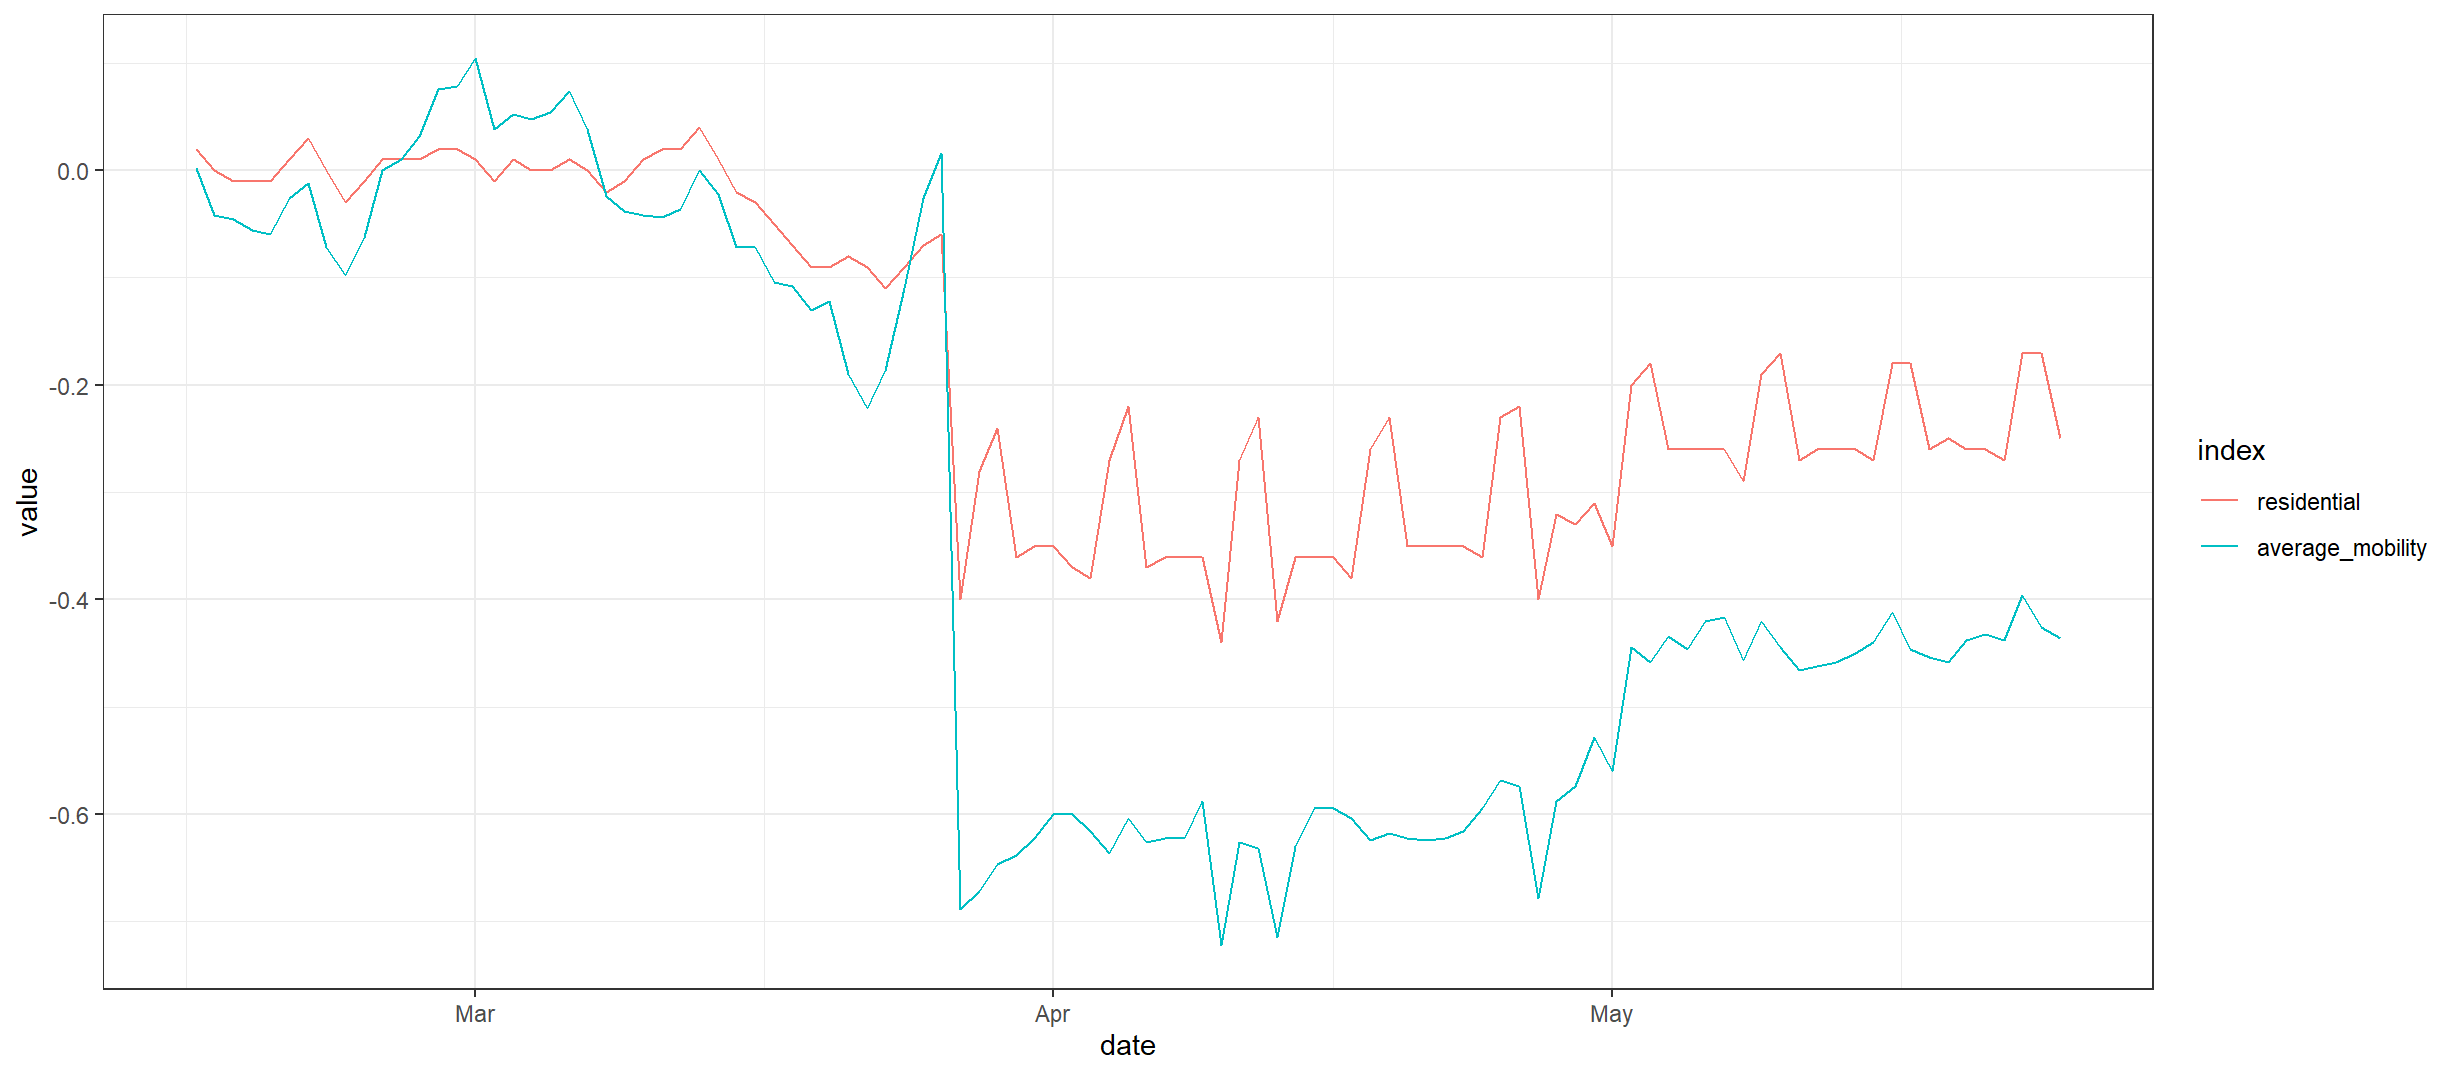 value
0.0
-0.2
-0.4
-0.6
Mar
Apr
May
date
index
residential
average_mobility